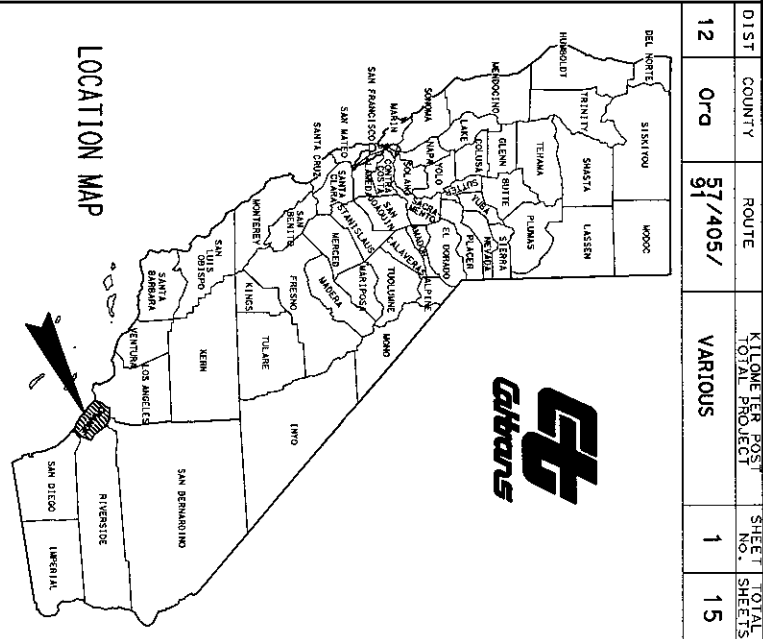 DIST COUNTY ROUTE KILOMETER POST TOTAL PROJECT SHEET No. TOTAL SHEETS
12 Ora 57/405/ 91 VARIOUS 1 15
DEL NORTE
SISKIYOU
MODOC
HUMBOLDT
TRINITY
SHASTA
LASSEN
TEHAMA
PLUMAS
MENDOCINO
GLENN
BUTTE
SIERRA
LAKE
COLUSA
SUTTER
YUBA
NEVADA
PLACER
SONOMA
NAPA
YOLO
EL DORADO
MARIN
SOLANO
SACRA-
MENTO
AMADOR
ALPINE
SAN FRANCISCO
CONTRA
COSTA
SAN
JOAQUIN
CALAVERAS
TUOLUMNE
MONO
SAN MATEO
ALAMEDA
SANTA CRUZ
SANTA
CLARA
STANISLAUS
MARIPOSA
MERCED
MADERA
SAN
BENITO
MONTEREY
FRESNO
KINGS
TULARE
INYO
SAN
LUIS
OBISPO
KERN
SANTA
BARBARA
VENTURA
LOS ANGELES
SAN BERNARDINO
RIVERSIDE
SAN DIEGO
IMPERIAL
Caltrans
LOCATION MAP